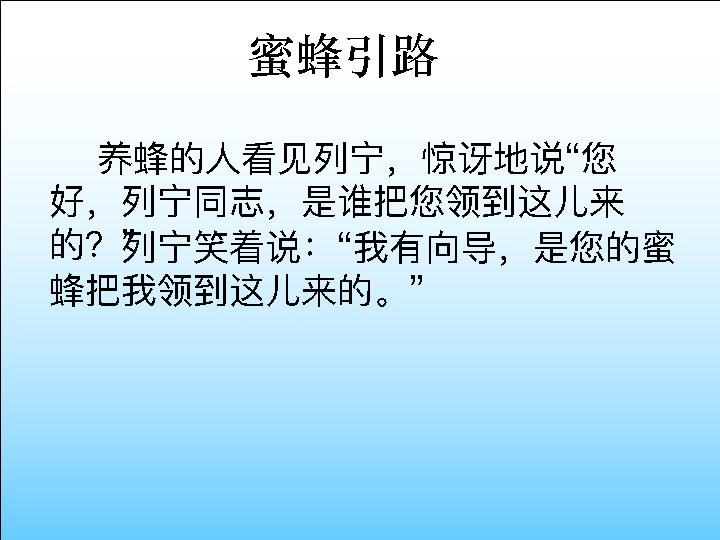 蜜蜂引路
养蜂的人看见列宁，惊讶地说“您
好，列宁同志，是谁把您领到这儿来
的？”列宁笑着说：“我有向导，是您的蜜
蜂把我领到这儿来的。”